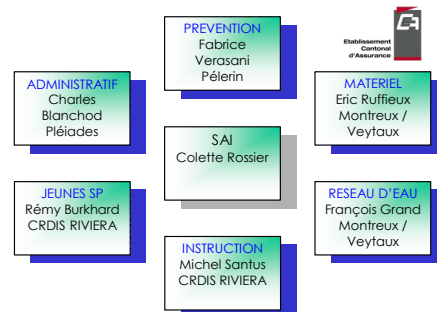 PREVENTION
Fabrice
Verasani
Pélerin
Etablissement
Cantonal
d'Assurance
ADMINISTRATIF
Charles
Blanchod
Pléiades
MATERIEL
Eric Ruffieux
Montreux /
Veytaux
SAI
Colette Rossier
JEUNES SP
Rémy Burkhard
CRDIS RIVIERA
RESEAU D'EAU
François Grand
Montreux /
Veytaux
INSTRUCTION
Michel Santus
CRDIS RIVIERA